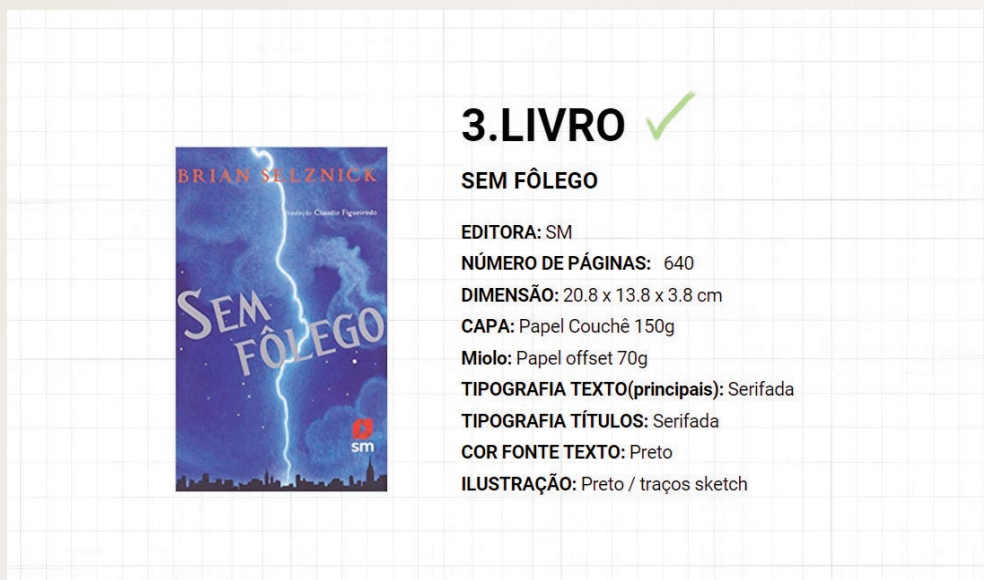 3.LIVRO
SEM FÔLEGO
EDITORA: SM
NÚMERO DE PÁGINAS: 640
DIMENSÃO: 20.8 x 13.8 x 3.8 cm
CAPA: Papel Couchê 150g
Miolo: Papel offset 70g
TIPOGRAFIA TEXTO(principais): Serifada
TIPOGRAFIA TÍTULOS: Serifada
COR FONTE TEXTO: Preto
ILUSTRAÇÃO: Preto / traços sketch
BRIAN SELZNICK
Tradução Claudio Figueiredo
SEM
FÔLEGO
sm